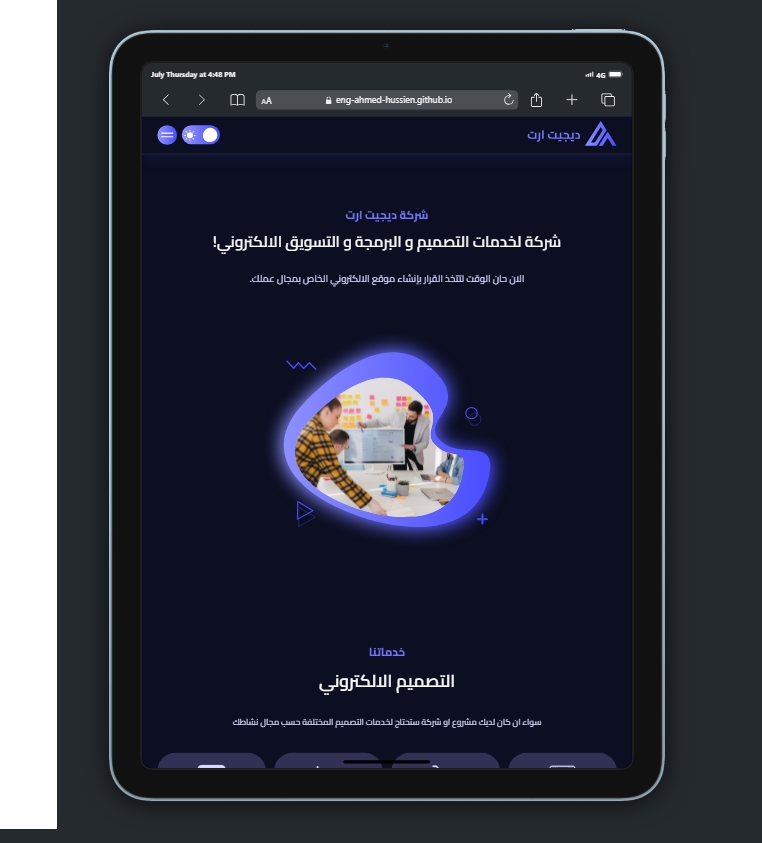 July Thursday at 4:48 PM
4G
AA
eng-ahmed-hussien.github.io
ديجيت ارت
شركة ديجيت ارت
شركة لخدمات التصميم و البرمجة و التسويق الالكتروني!
الان حان الوقت لتتخذ القرار بإنشاء موقع الالكتروني الخاص بمجال عملك.
خدماتنا
التصميم الالكتروني
سواء ان كان لديك مشروع او شركة ستحتاج لخدمات التصميم المختلفة حسب مجال نشاطك